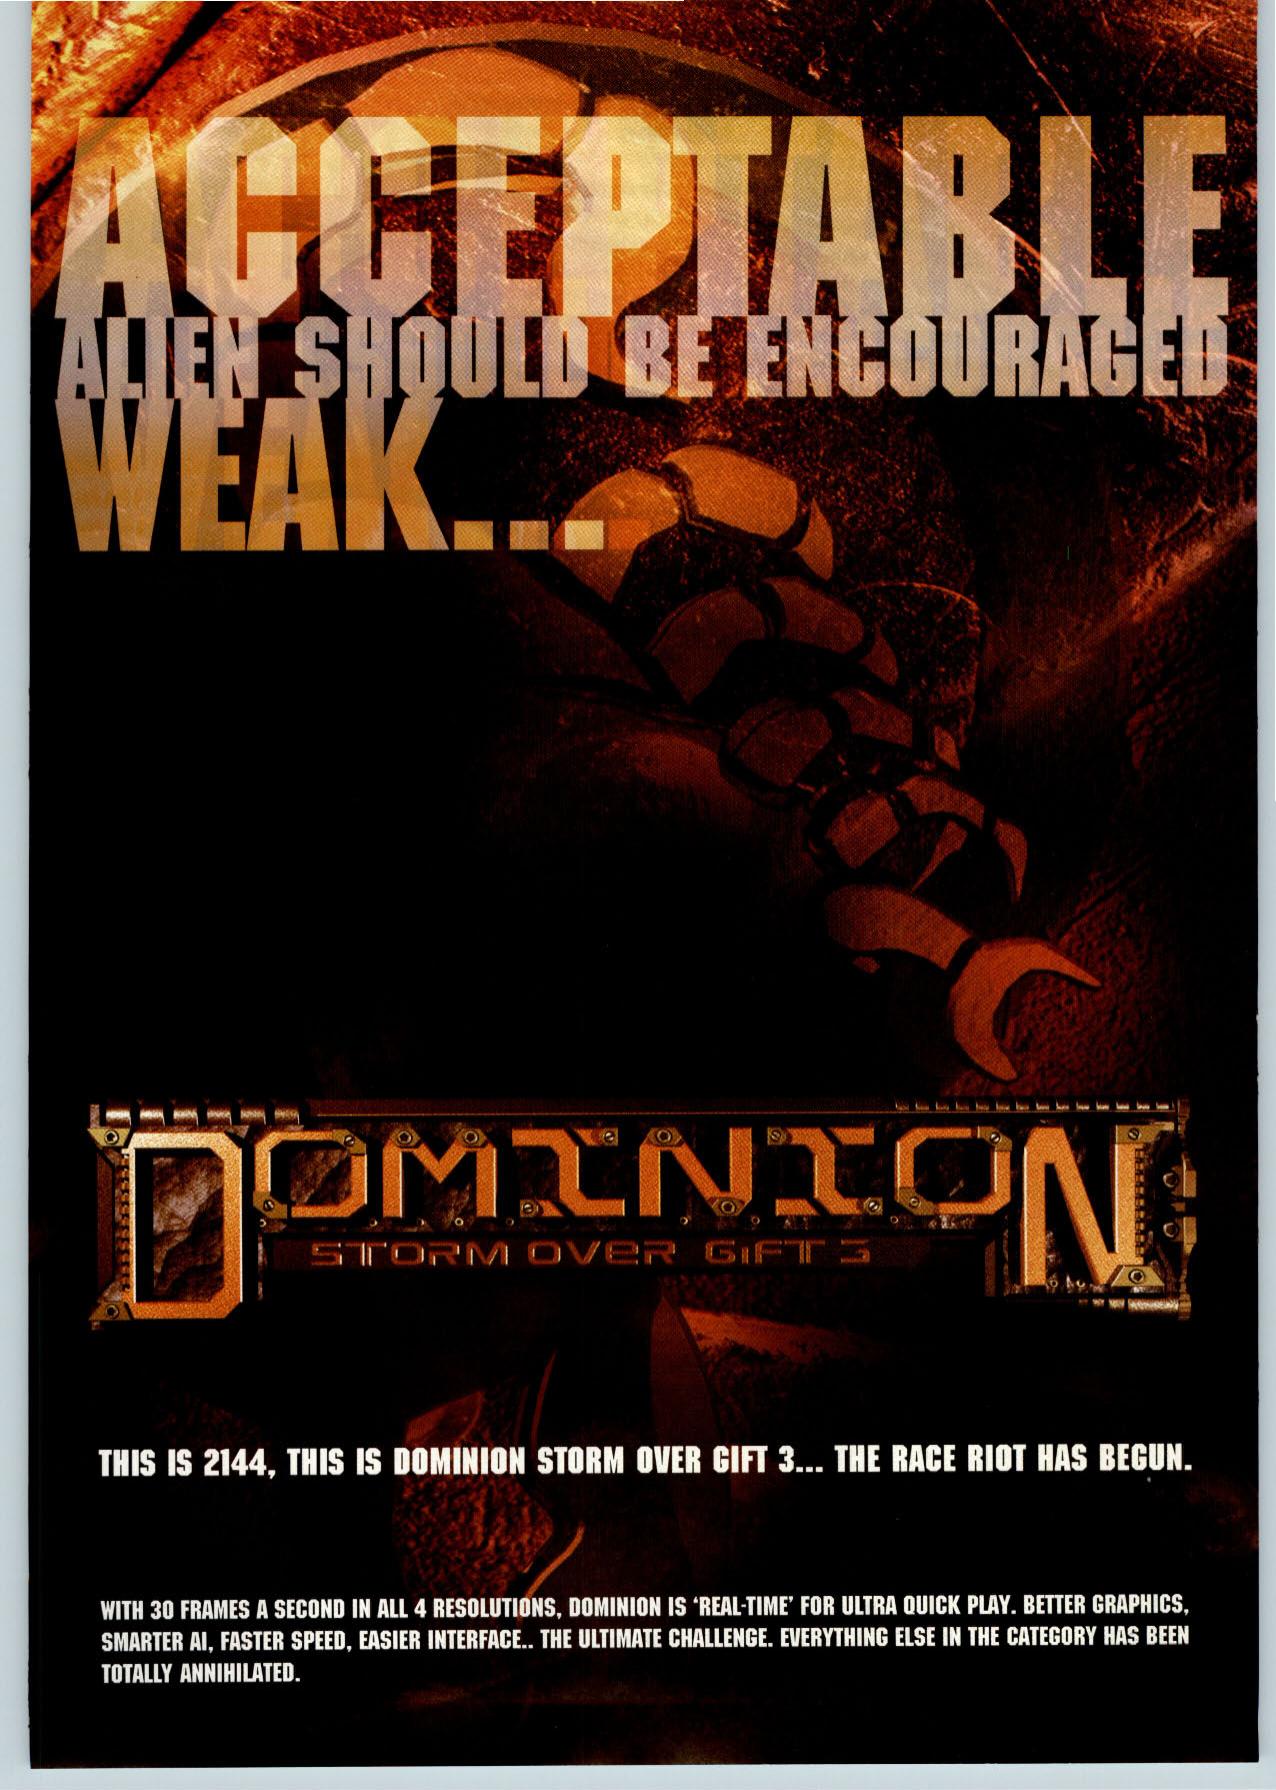 ACCEPTABLE
ALIEN SHOULD BE ENCOURAGED
WEAK...
DOMINION
STORM OVER GIFT 3
THIS IS 2144, THIS IS DOMINION STORM OVER GIFT 3... THE RACE RIOT HAS BEGUN.
WITH 30 FRAMES A SECOND IN ALL 4 RESOLUTIONS, DOMINION IS 'REAL-TIME' FOR ULTRA QUICK PLAY. BETTER GRAPHICS,
SMARTER AI, FASTER SPEED, EASIER INTERFACE.. THE ULTIMATE CHALLENGE. EVERYTHING ELSE IN THE CATEGORY HAS BEEN
TOTALLY ANNIHILATED.